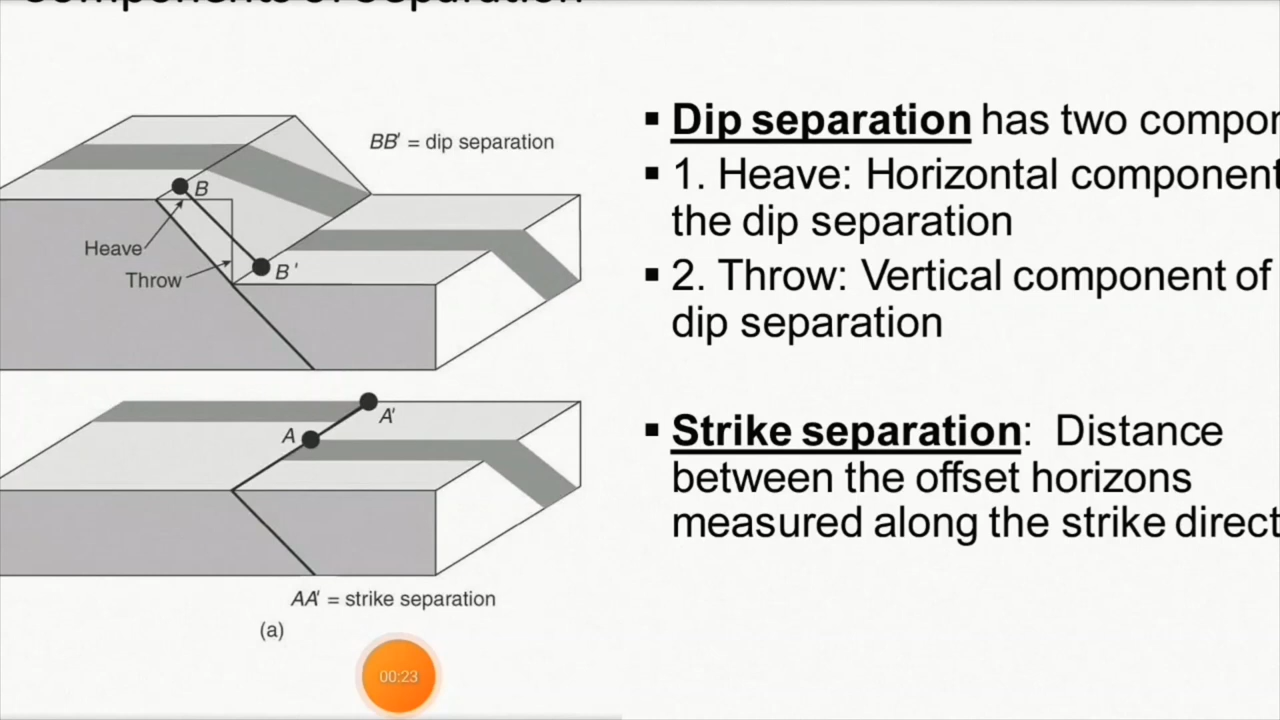 components of separation
BB' = dip separation
B
Heave
Throw
B'
A'
A
AA' = strike separation
(a)
00:23
▪ Dip separation has two compor
▪ 1. Heave: Horizontal component
the dip separation
▪ 2. Throw: Vertical component of
dip separation
▪ Strike separation: Distance
between the offset horizons
measured along the strike direct